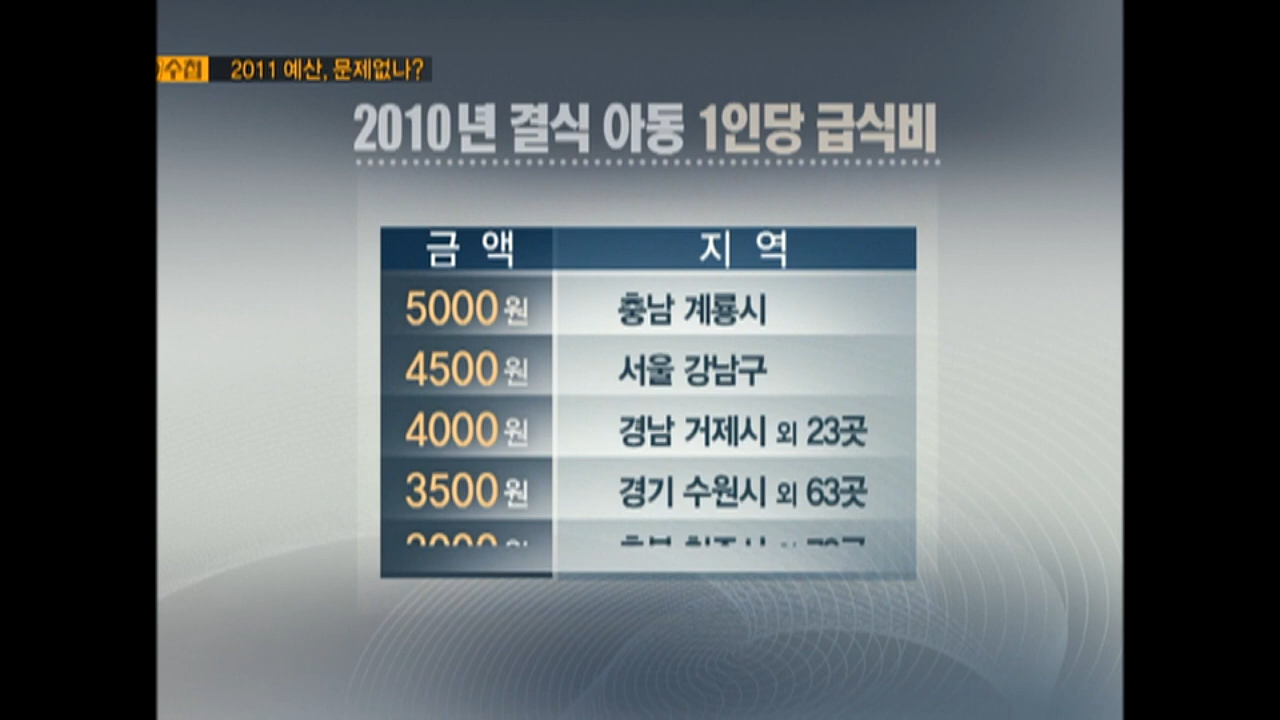 수첩 2011 예산, 문제없나?
2010년 결식 아동 1인당 급식비
금 액 지 역
5000원 충남 계룡시
4500원 서울 강남구
4000원 경남 거제시 외 23곳
3500원 경기 수원시 외 63곳